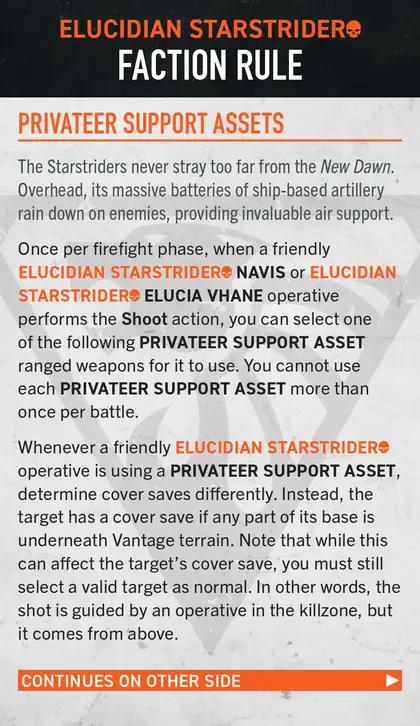 ELUCIDIAN STARSTRIDER
FACTION RULE
PRIVATEER SUPPORT ASSETS
The Starstriders never stray too far from the New Dawn.
Overhead, its massive batteries of ship-based artillery
rain down on enemies, providing invaluable air support.
Once per firefight phase, when a friendly
ELUCIDIAN STARSTRIDER NAVIS or ELUCIDIAN
STARSTRIDER ELUCIA VHANE operative
performs the Shoot action, you can select one
of the following PRIVATEER SUPPORT ASSET
ranged weapons for it to use. You cannot use
each PRIVATEER SUPPORT ASSET more than
once per battle.
Whenever a friendly ELUCIDIAN STARSTRIDER
operative is using a PRIVATEER SUPPORT ASSET,
determine cover saves differently. Instead, the
target has a cover save if any part of its base is
underneath Vantage terrain. Note that while this
can affect the target's cover save, you must still
select a valid target as normal. In other words, the
shot is guided by an operative in the killzone, but
it comes from above.
CONTINUES ON OTHER SIDE